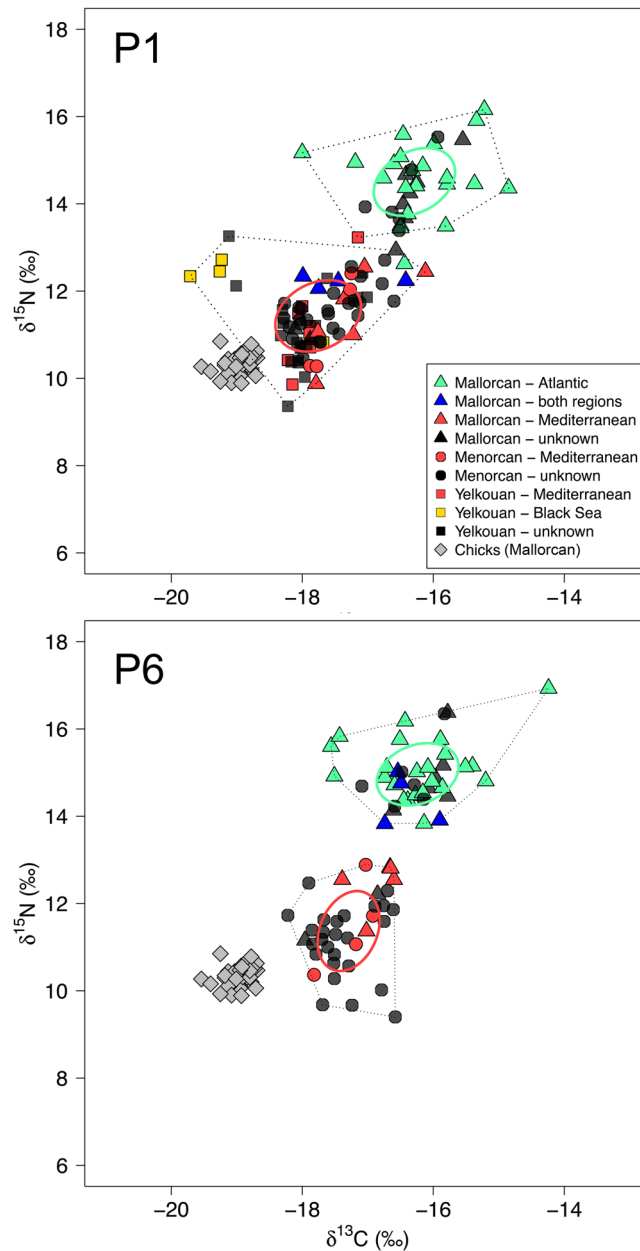 P1
18
16
14
12
10
8
6
δ15N (‰)
Mallorcan − Atlantic
Mallorcan − both regions
Mallorcan − Mediterranean
Mallorcan − unknown
Menorcan − Mediterranean
Menorcan − unknown
Yelkouan − Mediterranean
Yelkouan − Black Sea
Yelkouan − unknown
Chicks (Mallorcan)
−20 −18 −16 −14
P6
18
16
14
12
10
8
6
δ15N (‰)
−20 −18 −16 −14
δ13C (‰)